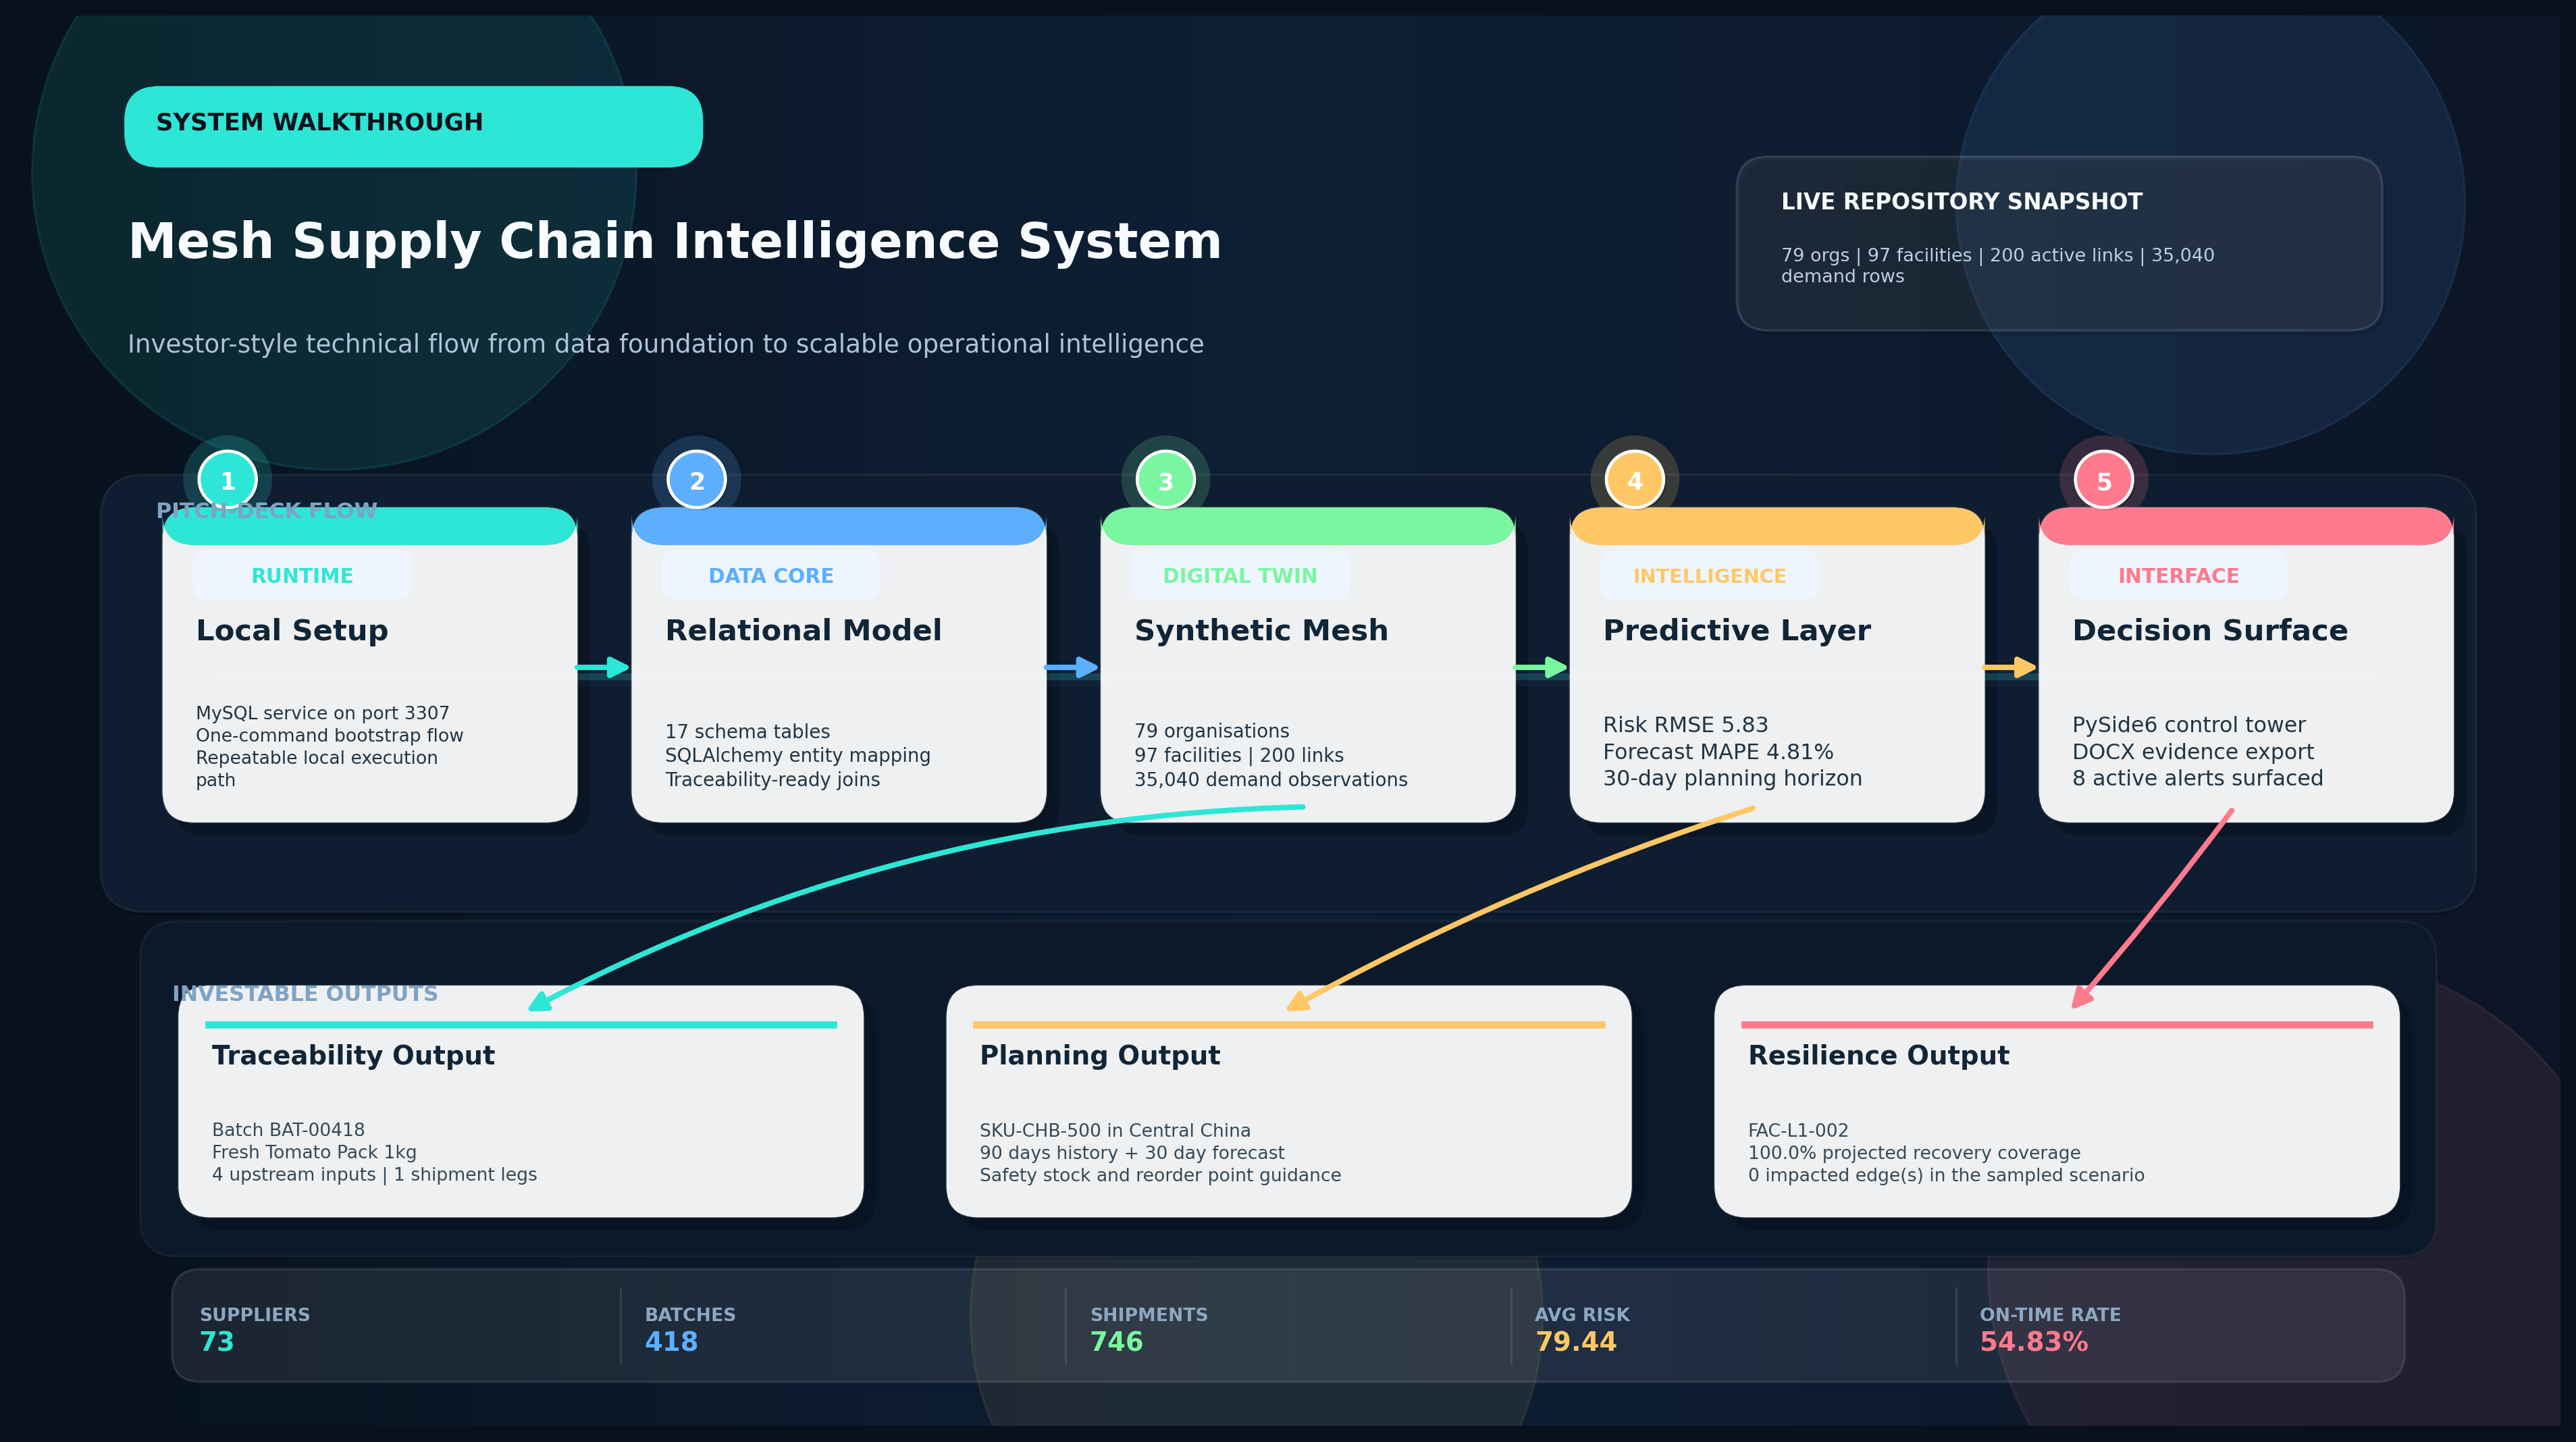 SYSTEM WALKTHROUGH
Mesh Supply Chain Intelligence System
Investor-style technical flow from data foundation to scalable operational intelligence
LIVE REPOSITORY SNAPSHOT
79 orgs | 97 facilities | 200 active links | 35,040
demand rows
PITCH-DECK FLOW
1
RUNTIME
Local Setup
MySQL service on port 3307
One-command bootstrap flow
Repeatable local execution
path
2
DATA CORE
Relational Model
17 schema tables
SQLAlchemy entity mapping
Traceability-ready joins
3
DIGITAL TWIN
Synthetic Mesh
79 organisations
97 facilities | 200 links
35,040 demand observations
4
INTELLIGENCE
Predictive Layer
Risk RMSE 5.83
Forecast MAPE 4.81%
30-day planning horizon
5
INTERFACE
Decision Surface
PySide6 control tower
DOCX evidence export
8 active alerts surfaced
INVESTABLE OUTPUTS
Traceability Output
Batch BAT-00418
Fresh Tomato Pack 1kg
4 upstream inputs | 1 shipment legs
Planning Output
SKU-CHB-500 in Central China
90 days history + 30 day forecast
Safety stock and reorder point guidance
Resilience Output
FAC-L1-002
100.0% projected recovery coverage
0 impacted edge(s) in the sampled scenario
SUPPLIERS
73
BATCHES
418
SHIPMENTS
746
AVG RISK
79.44
ON-TIME RATE
54.83%